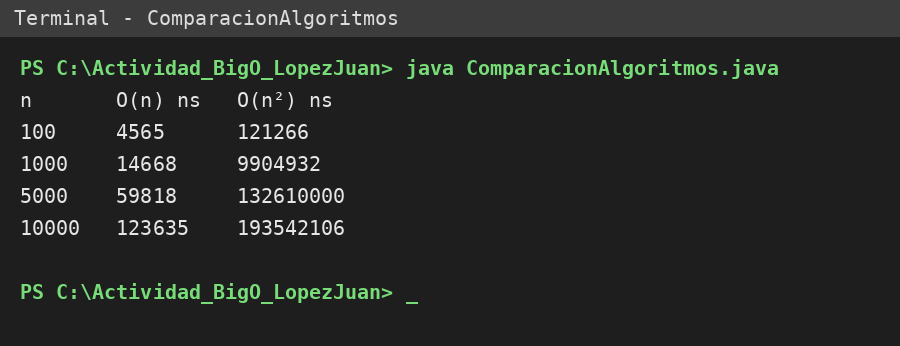 Terminal - ComparacionAlgoritmos
PS C:\Actividad_BigO_LopezJuan> java ComparacionAlgoritmos.java
n       O(n) ns   O(n²) ns
100     4565      121266
1000    14668     9904932
5000    59818     132610000
10000   123635    193542106
PS C:\Actividad_BigO_LopezJuan> _